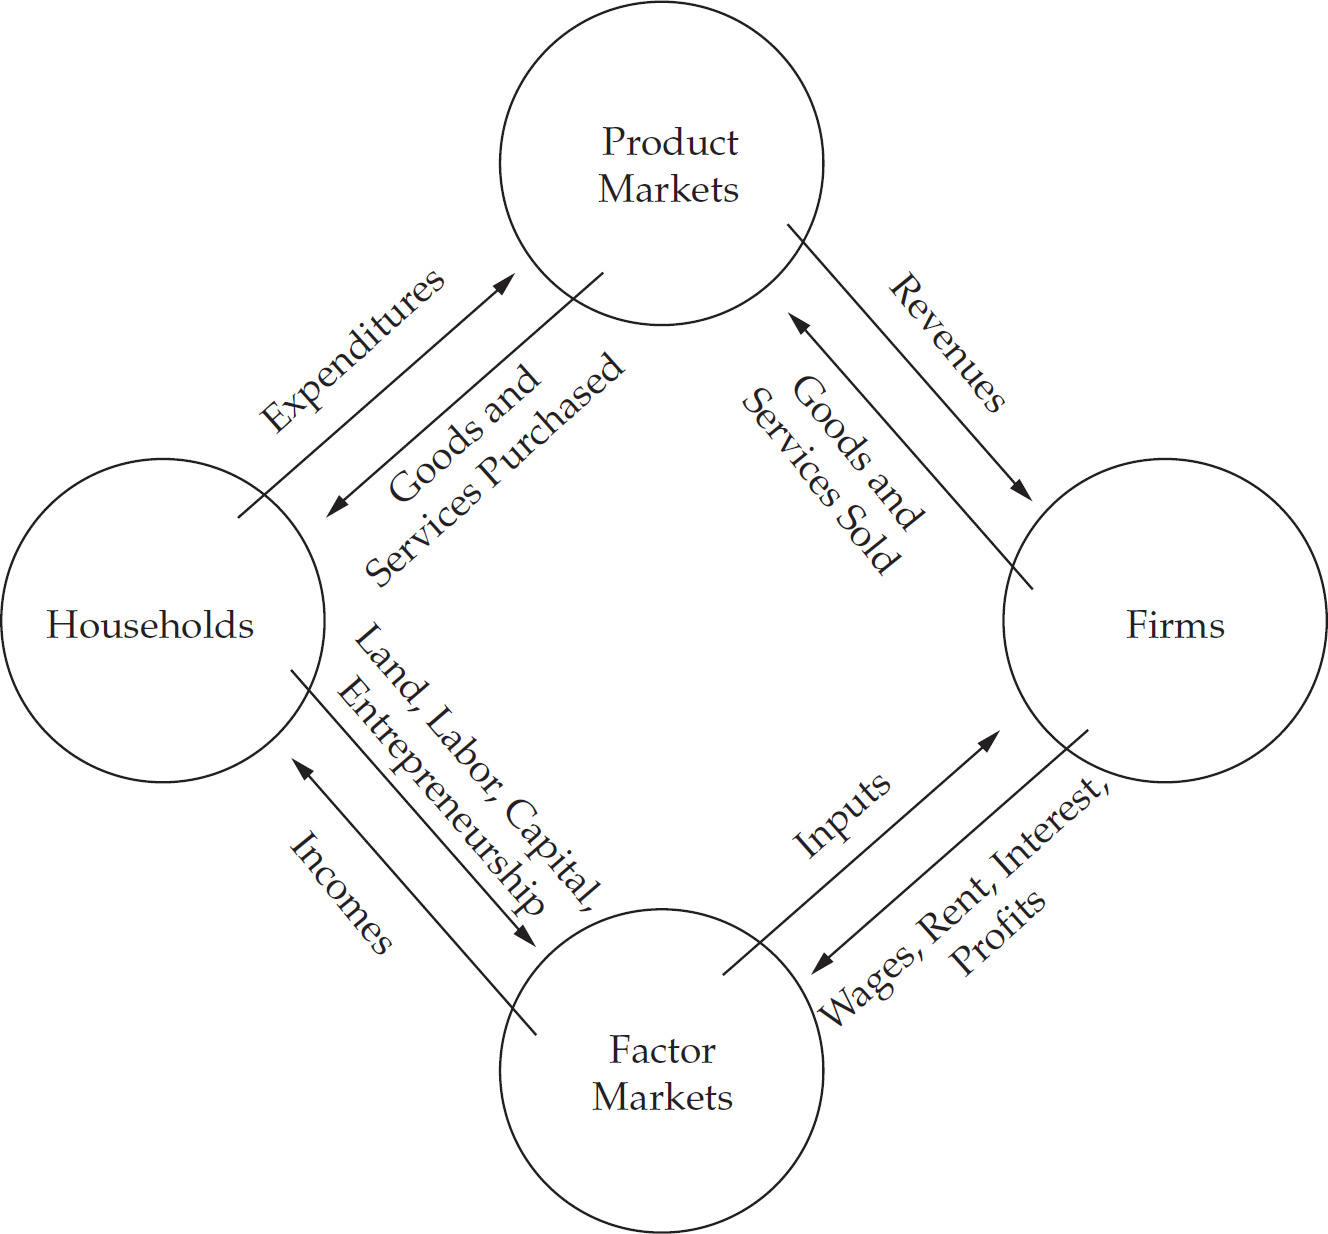 Product
Markets
Expenditures
Goods and
Services Purchased
Revenues
Goods and
Services Sold
Households
Firms
Land, Labor, Capital,
Entrepreneurship
Incomes
Inputs
Wages, Rent, Interest,
Profits
Factor
Markets